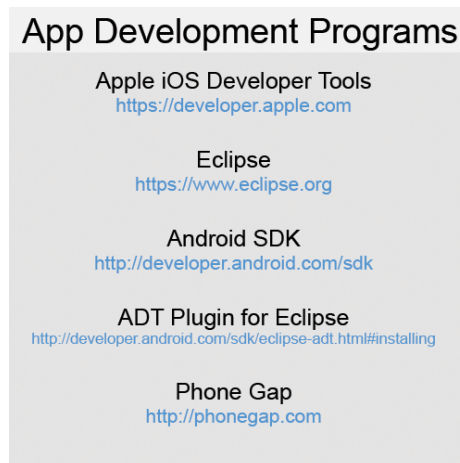 App Development Programs
Apple iOS Developer Tools
https://developer.apple.com
Eclipse
https://www.eclipse.org
Android SDK
http://developer.android.com/sdk
ADT Plugin for Eclipse
http://developer.android.com/sdk/eclipse-adt.html#installing
Phone Gap
http://phonegap.com